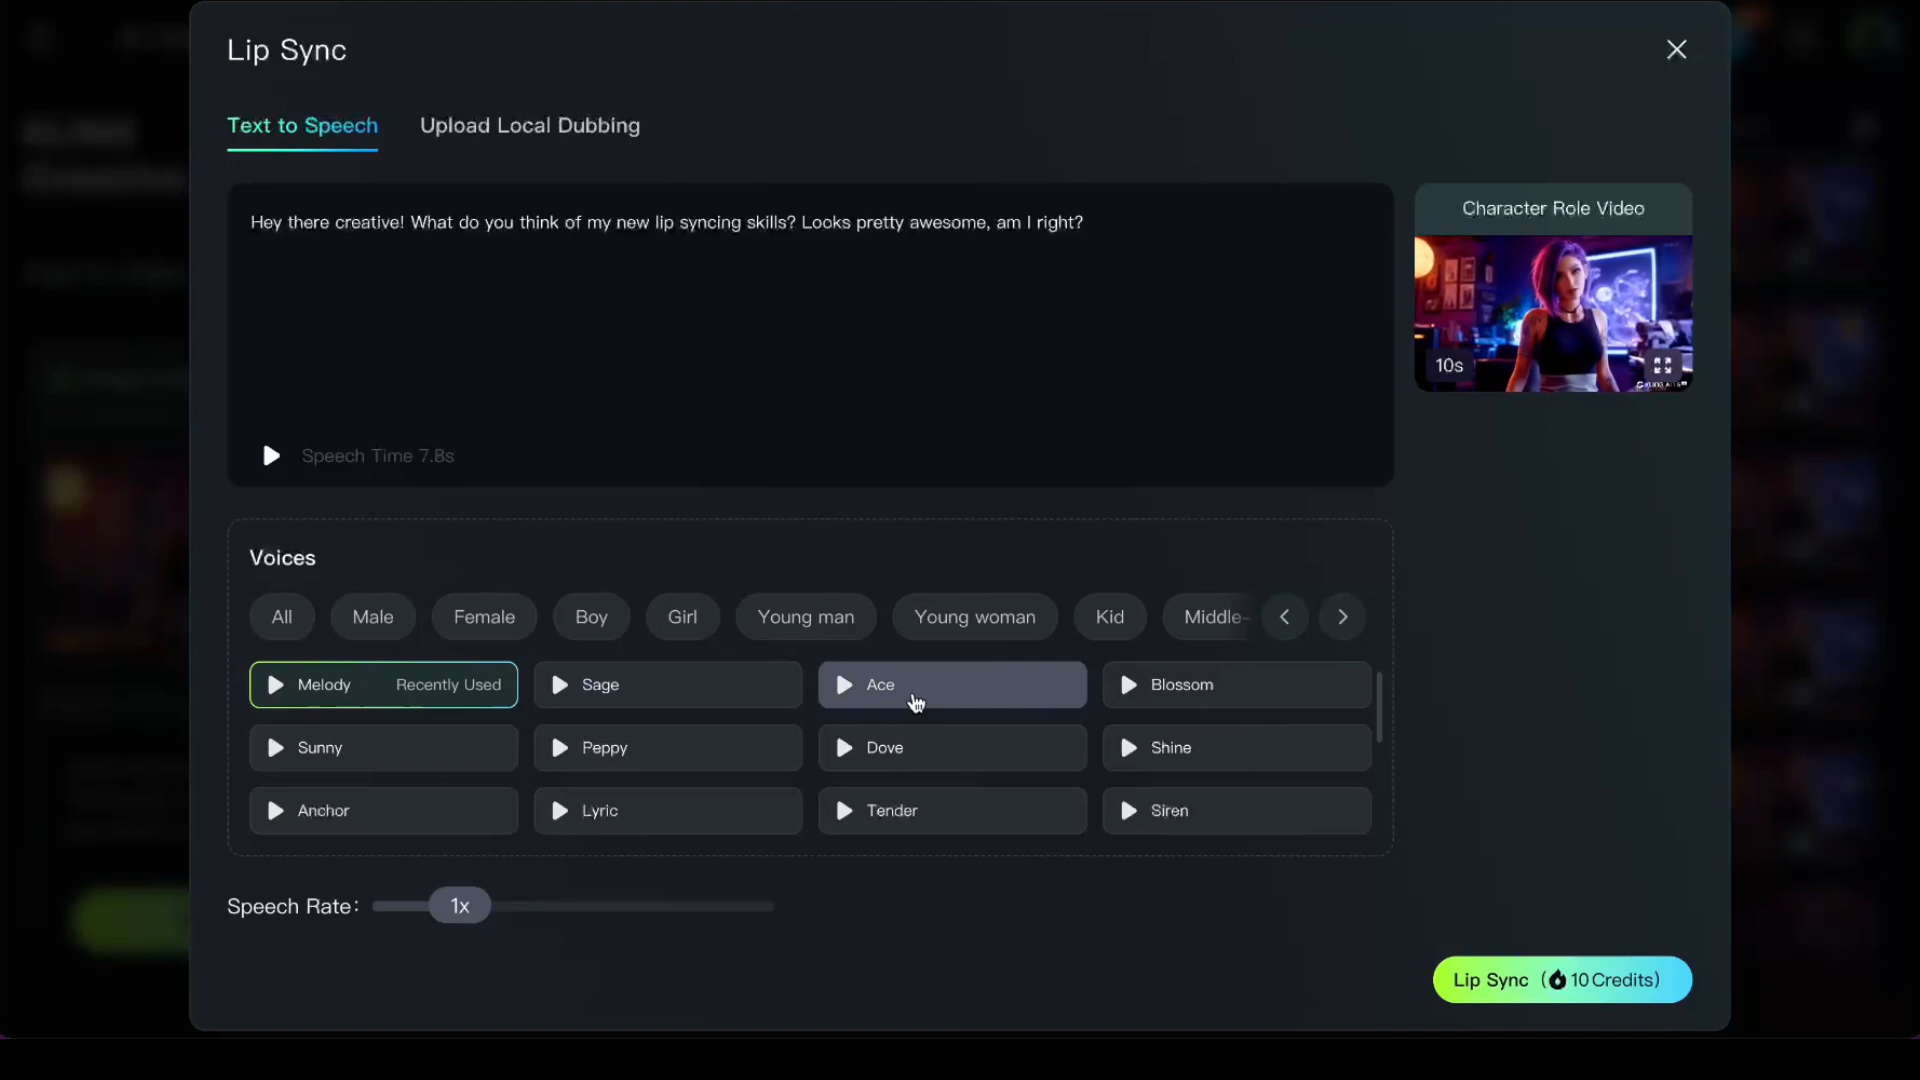 Lip Sync
Text to Speech
Upload Local Dubbing
Hey there creative! What do you think of my new lip syncing skills? Looks pretty awesome, am I right?
Speech Time 7.8s
Character Role Video
10s
Voices
All
Male
Female
Boy
Girl
Young man
Young woman
Kid
Middle-
Melody
Recently Used
Sage
Ace
Blossom
Sunny
Peppy
Dove
Shine
Anchor
Lyric
Tender
Siren
Speech Rate:
1x
Lip Sync (10 Credits)